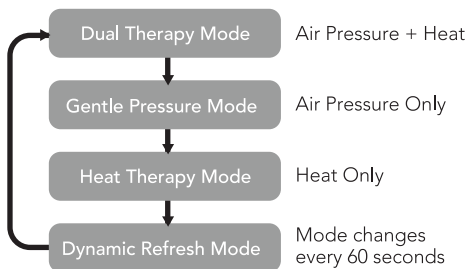 Dual Therapy Mode Air Pressure + Heat
Gentle Pressure Mode Air Pressure Only
Heat Therapy Mode Heat Only
Dynamic Refresh Mode Mode changes
every 60 seconds